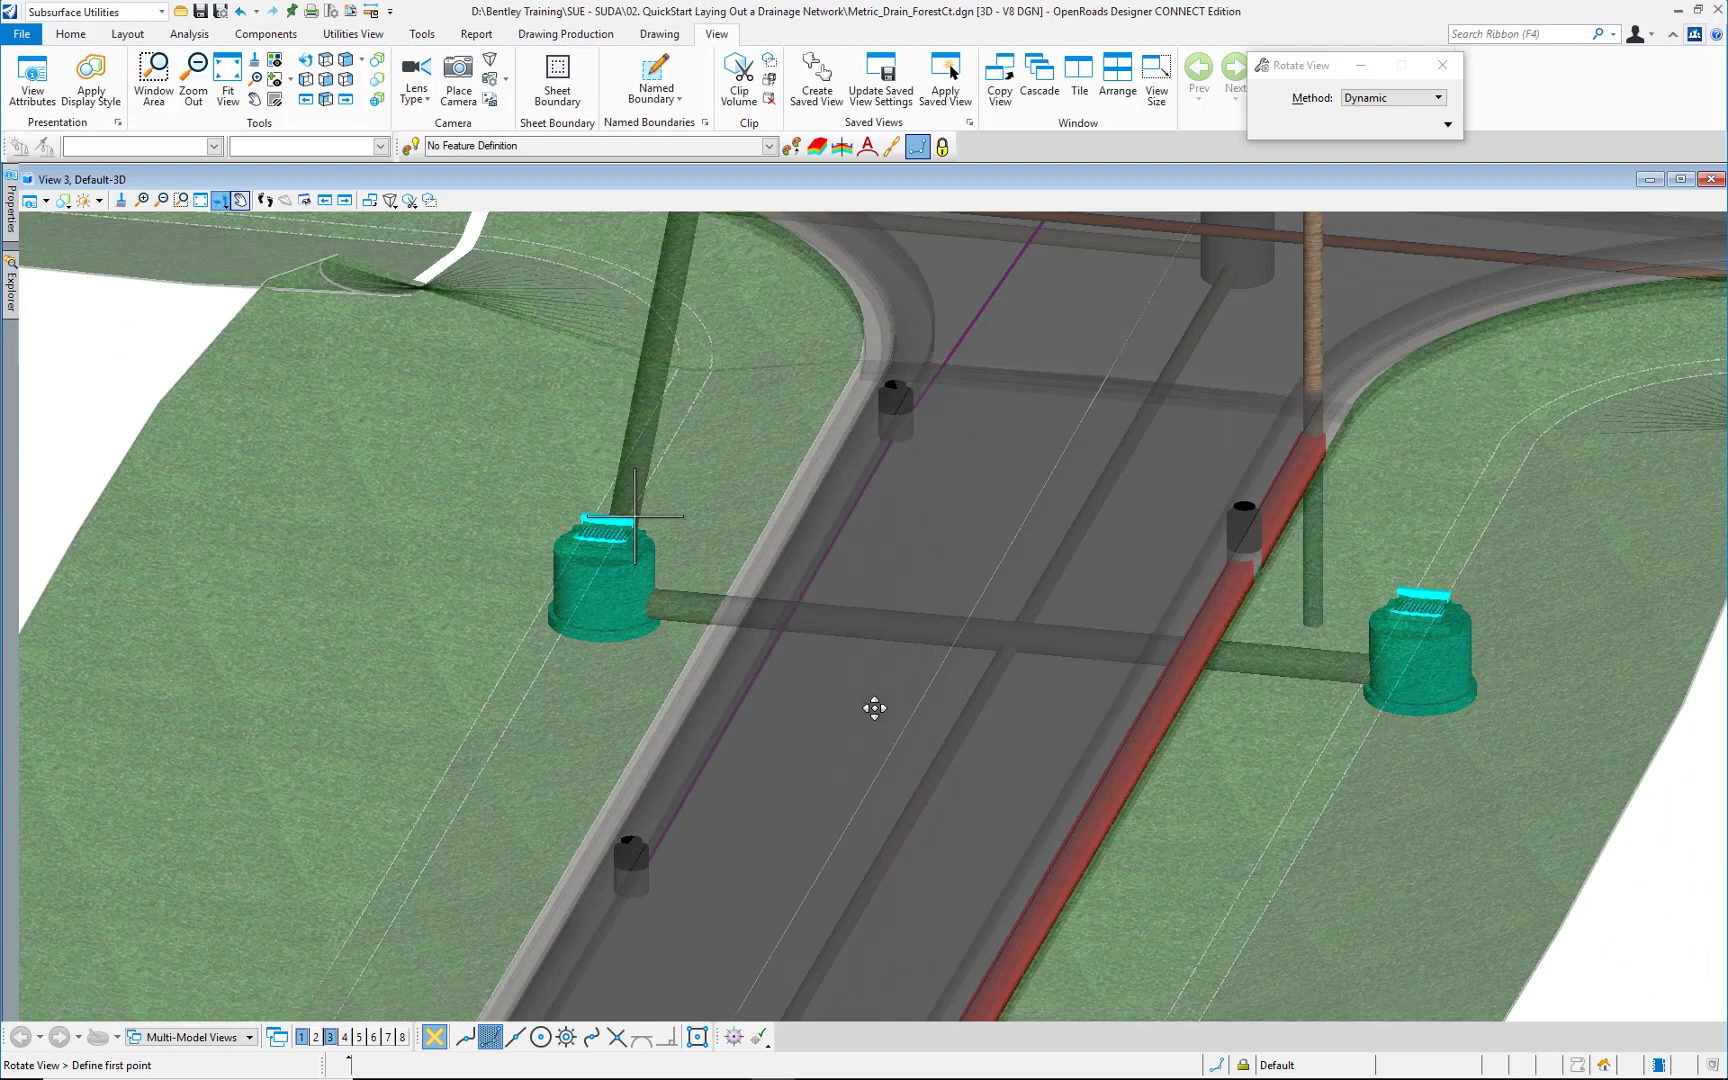 Subsurface Utilities
D:\Bentley Training\SUE - SUDA\02. QuickStart Laying Out a Drainage Network\Metric_Drain_ForestCt.dgn [3D - V8 DGN] - OpenRoads Designer CONNECT Edition
File Home Layout Analysis Components Utilities View Tools Report Drawing Production Drawing View
Search Ribbon (F4)
View Attributes
Apply Display Style
Window Area
Zoom Out
Fit View
Lens Type
Place Camera
Sheet Boundary
Named Boundary
Clip Volume
Create Saved View
Update Saved View Settings
Apply Saved View
Copy View
Cascade
Tile
Arrange
View Size
Prev
Next
Presentation Tools Camera Sheet Boundary Named Boundaries Clip Saved Views Window
Rotate View
Method: Dynamic
No Feature Definition
View 3, Default-3D
Properties
Explorer
Multi-Model Views 1 2 3 4 5 6 7 8
Rotate View > Define first point
Default